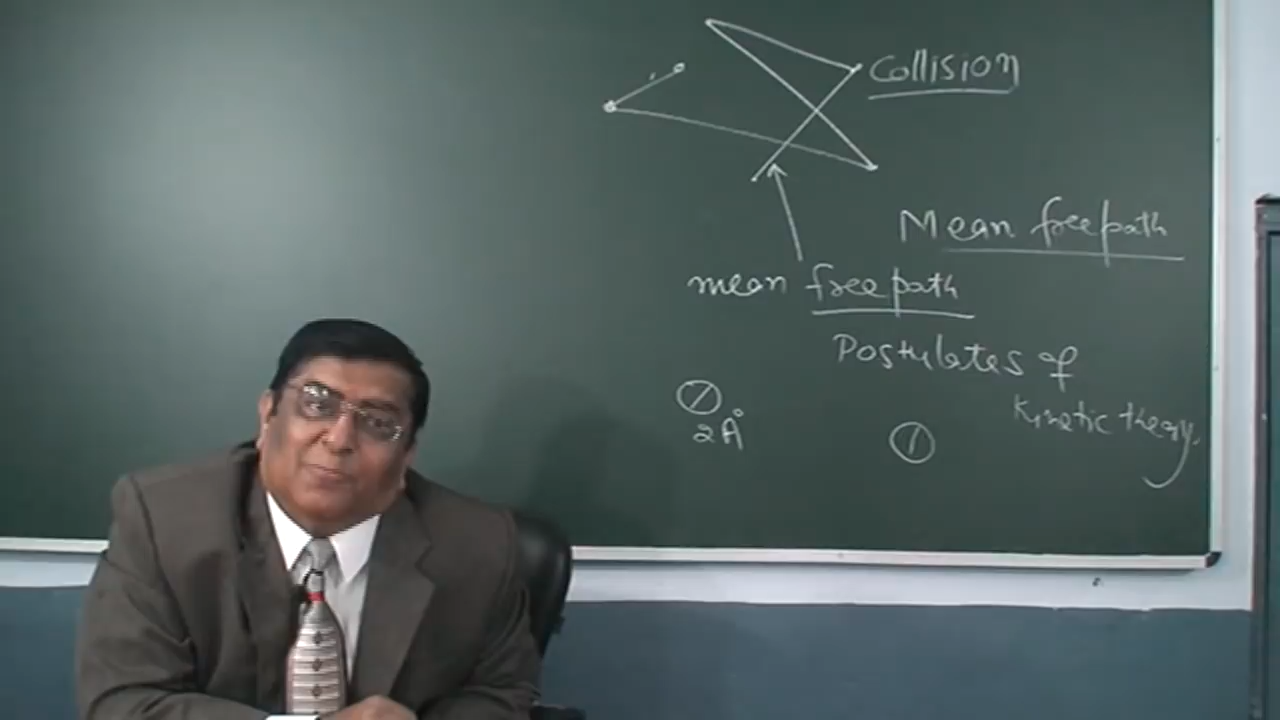 Collision
Mean free path
mean free path
Postulates of
Kinetic theory.
2Å